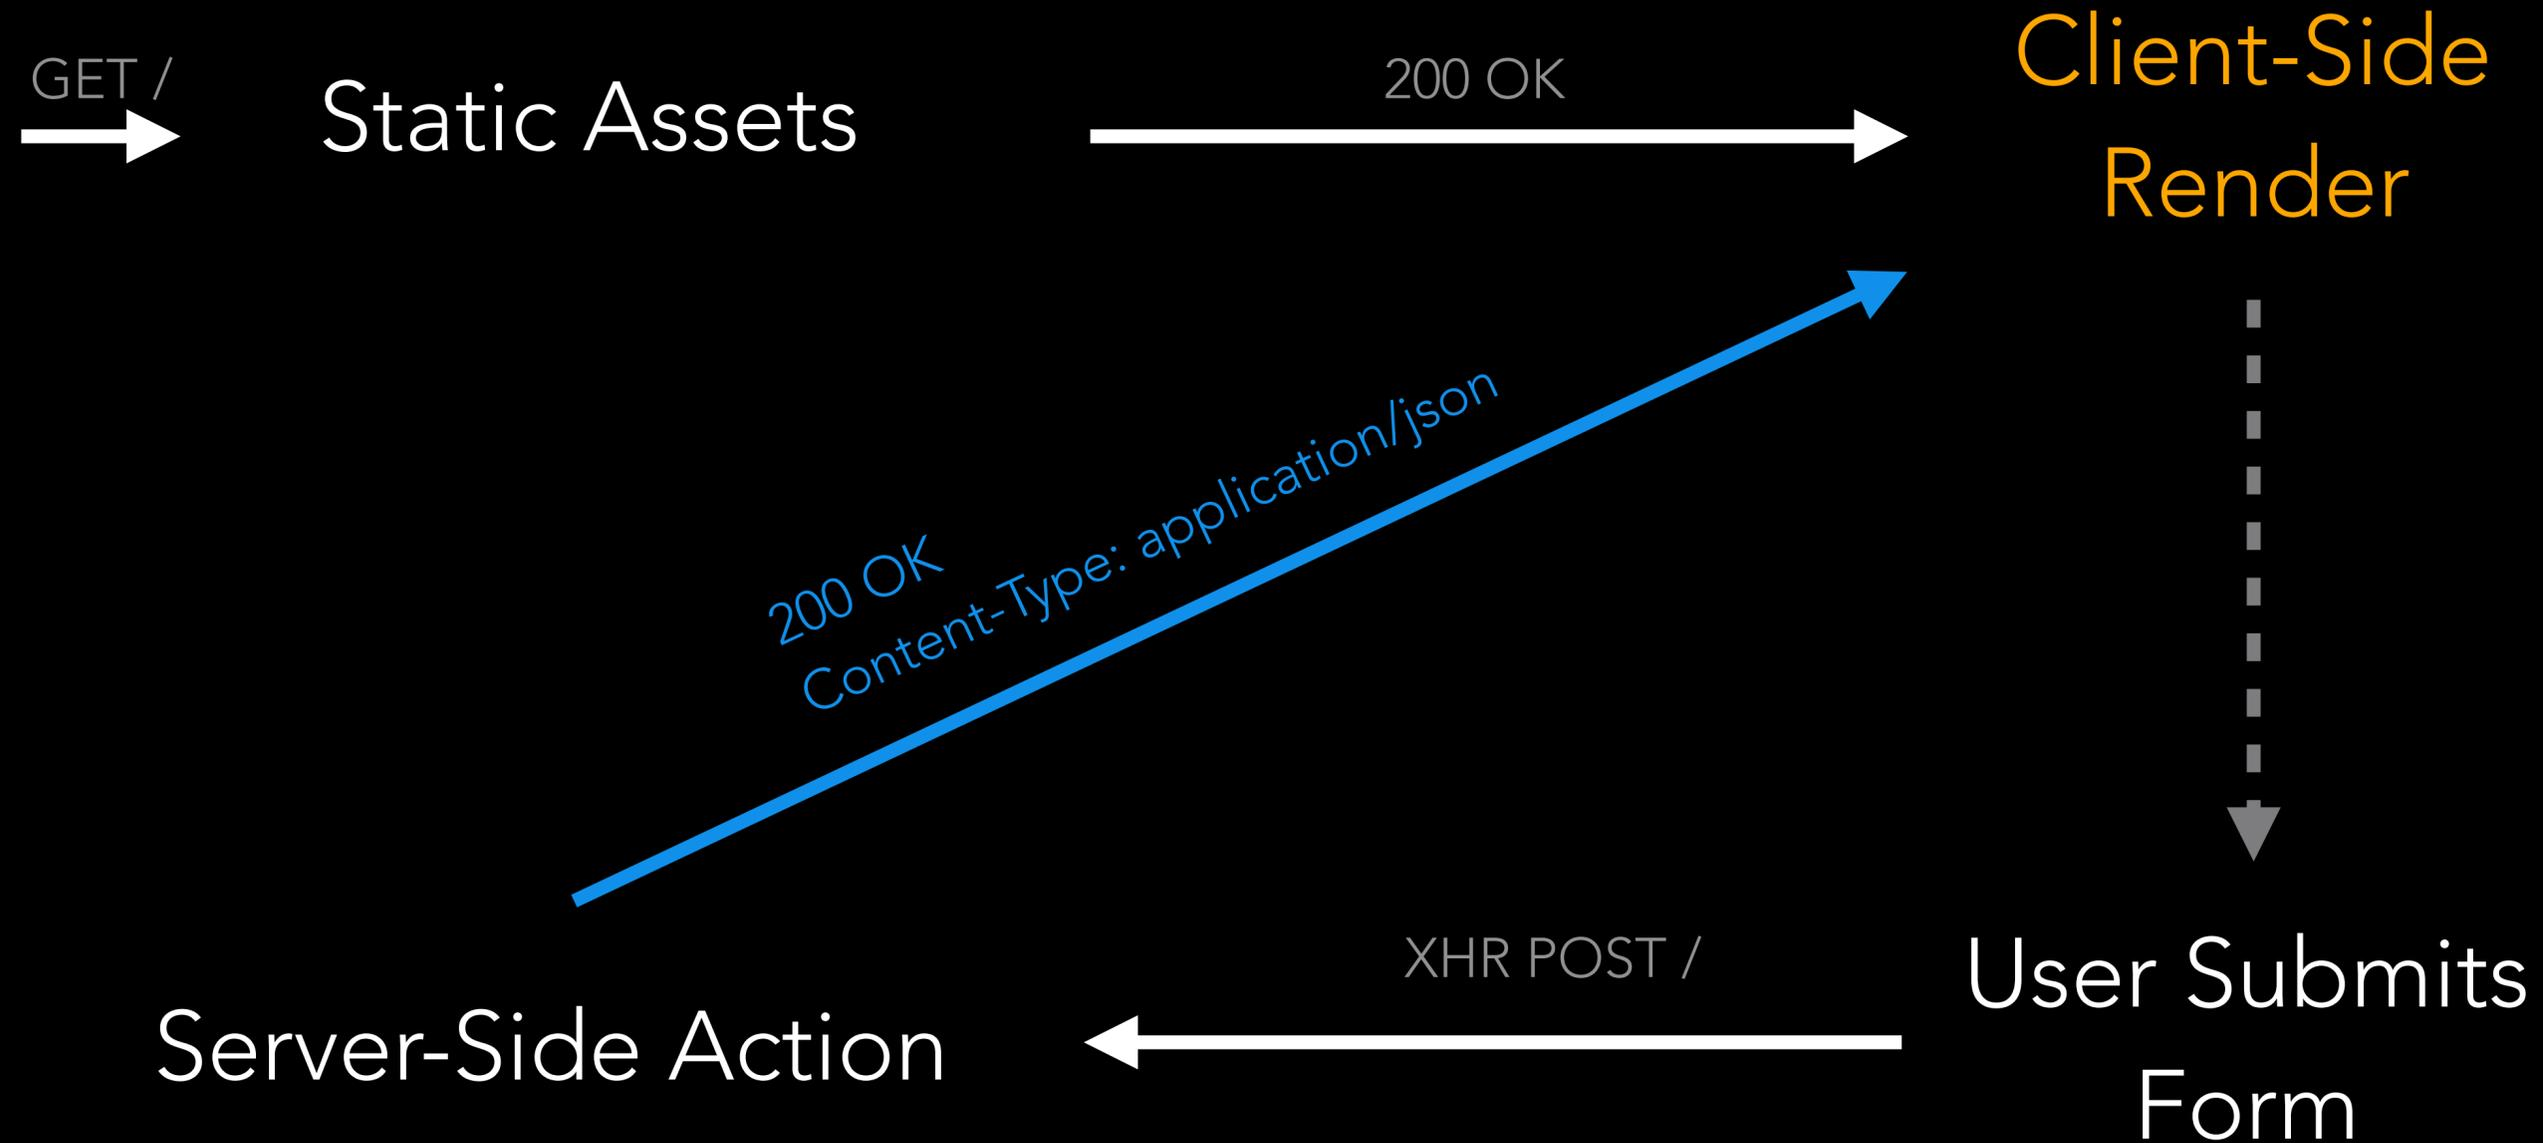 GET /
Static Assets
200 OK
Client-Side
Render
200 OK
Content-Type: application/json
XHR POST /
User Submits
Form
Server-Side Action